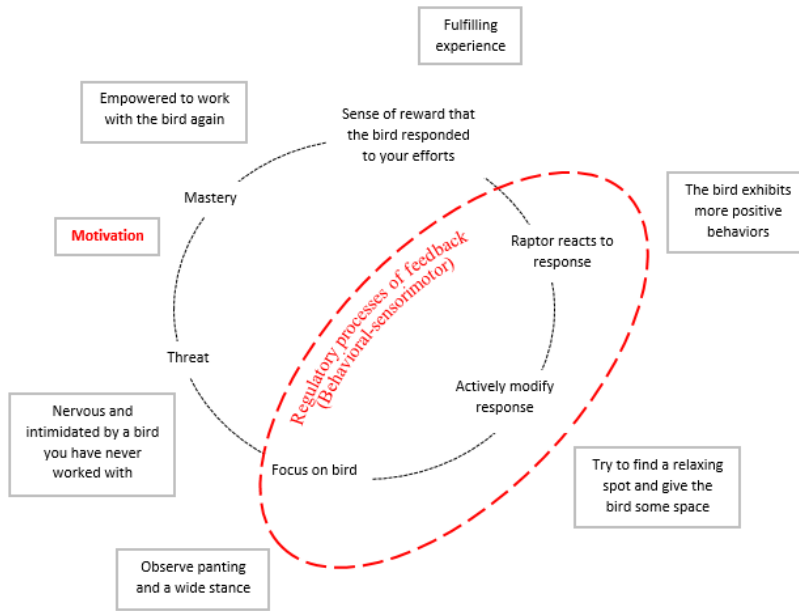 Fulfilling
experience
Empowered to work
with the bird again
Sense of reward that
the bird responded
to your efforts
The bird exhibits
more positive
behaviors
Mastery
Motivation
Raptor reacts to
response
Regulatory processes of feedback
(Behavioral-sensorimotor)
Threat
Actively modify
response
Nervous and
intimidated by a bird
you have never
worked with
Focus on bird
Try to find a relaxing
spot and give the
bird some space
Observe panting
and a wide stance